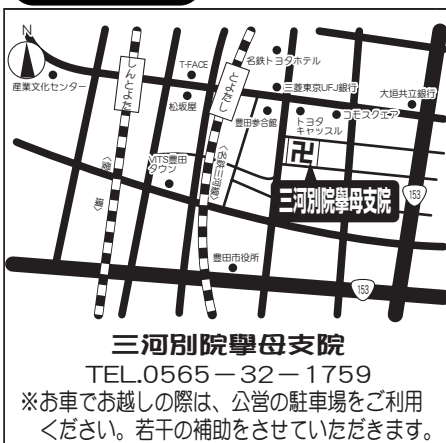 N
産業文化センター
しんとよた
T-FACE
松坂屋
とよたし
名鉄トヨタホテル
三菱東京UFJ銀行
大垣共立銀行
豊田参合館
トヨタ
キャッスル
コモスクエア
卍
MTS豊田
タウン
〈名鉄三河線〉
三河別院擧母支院
153
豊田市役所
153
三河別院擧母支院
TEL.0565－32－1759
※お車でお越しの際は、公営の駐車場をご利用
ください。若干の補助をさせていただきます。